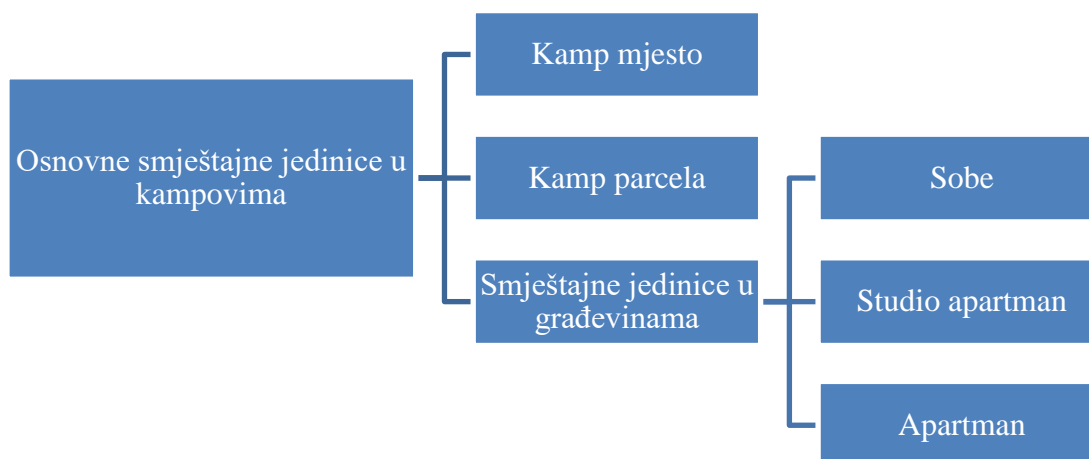 Osnovne smještajne jedinice u
kampovima
Kamp mjesto
Kamp parcela
Smještajne jedinice u
građevinama
Sobe
Studio apartman
Apartman